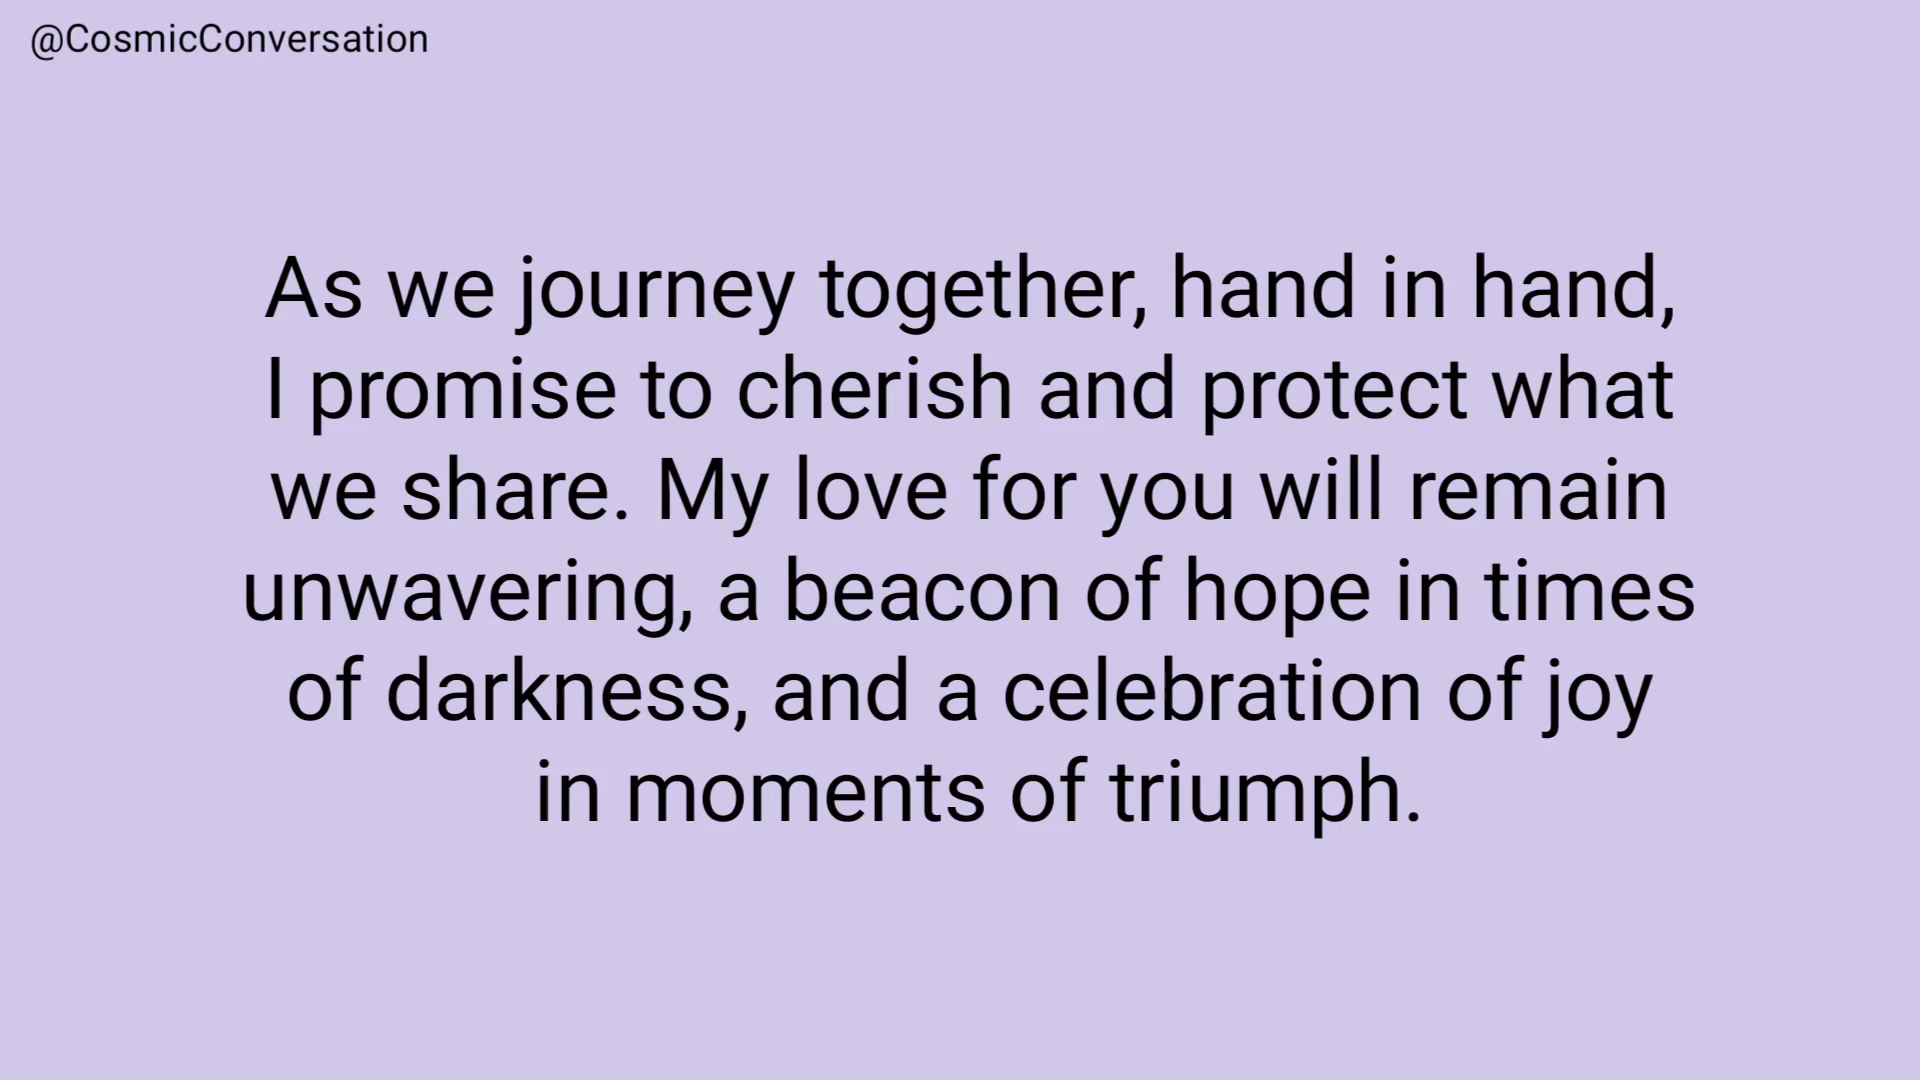 @CosmicConversation
As we journey together, hand in hand,
I promise to cherish and protect what
we share. My love for you will remain
unwavering, a beacon of hope in times
of darkness, and a celebration of joy
in moments of triumph.